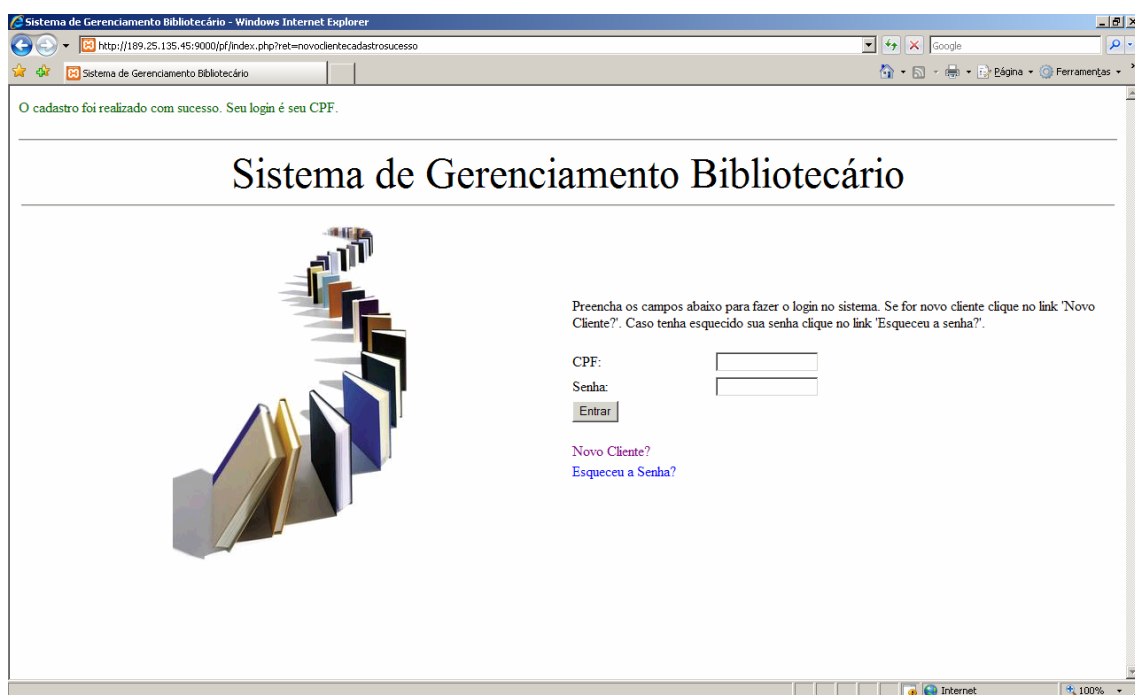 Sistema de Gerenciamento Bibliotecário - Windows Internet Explorer
http://189.25.135.45:9000/pf/index.php?ret=novoclientecadastrosucesso
Google
Sistema de Gerenciamento Bibliotecário
Página
Ferramentas
O cadastro foi realizado com sucesso. Seu login é seu CPF.
Sistema de Gerenciamento Bibliotecário
Preencha os campos abaixo para fazer o login no sistema. Se for novo cliente clique no link 'Novo
Cliente?'. Caso tenha esquecido sua senha clique no link 'Esqueceu a senha?'.
CPF:
Senha:
Entrar
Novo Cliente?
Esqueceu a Senha?
Internet
100%